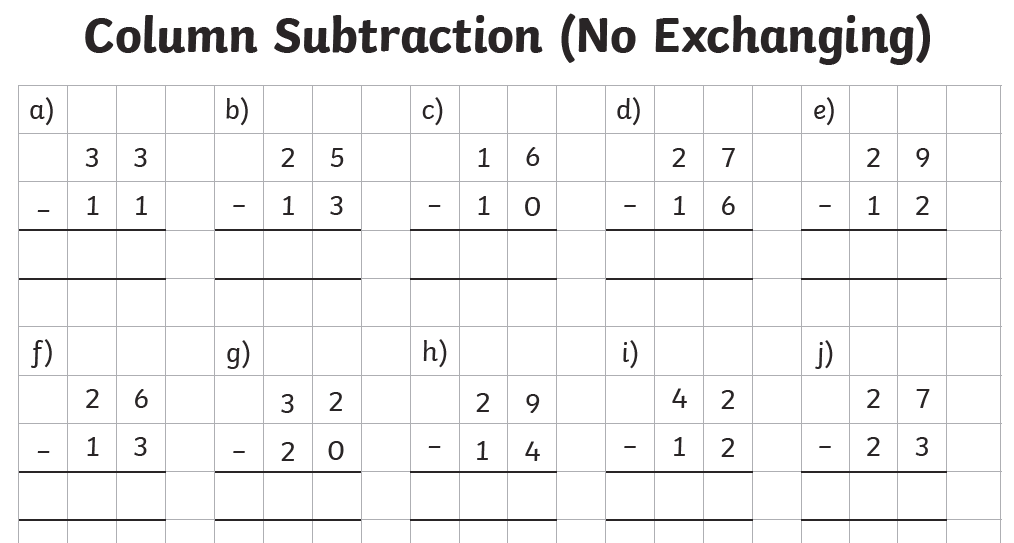 Column Subtraction (No Exchanging)
a) b) c) d) e)
3 3 2 5 1 6 2 7 2 9
- 1 1 - 1 3 - 1 0 - 1 6 - 1 2
f) g) h) i) j)
2 6 3 2 2 9 4 2 2 7
- 1 3 - 2 0 - 1 4 - 1 2 - 2 3